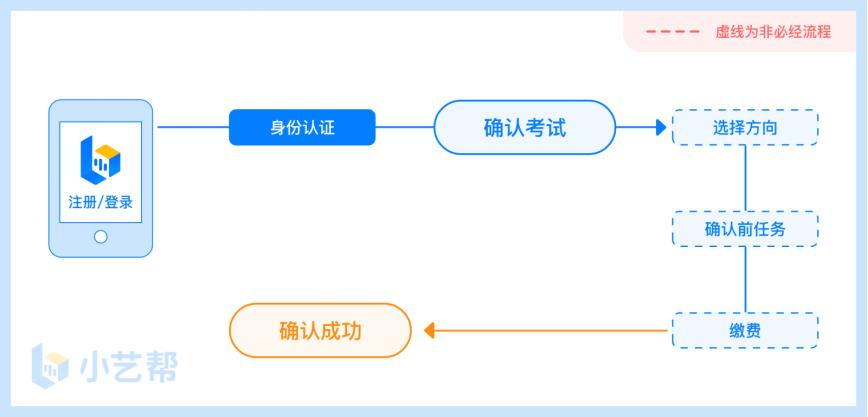 虚线为非必经流程
身份认证
确认考试
选择方向
注册/登录
确认前任务
确认成功
缴费
小艺帮